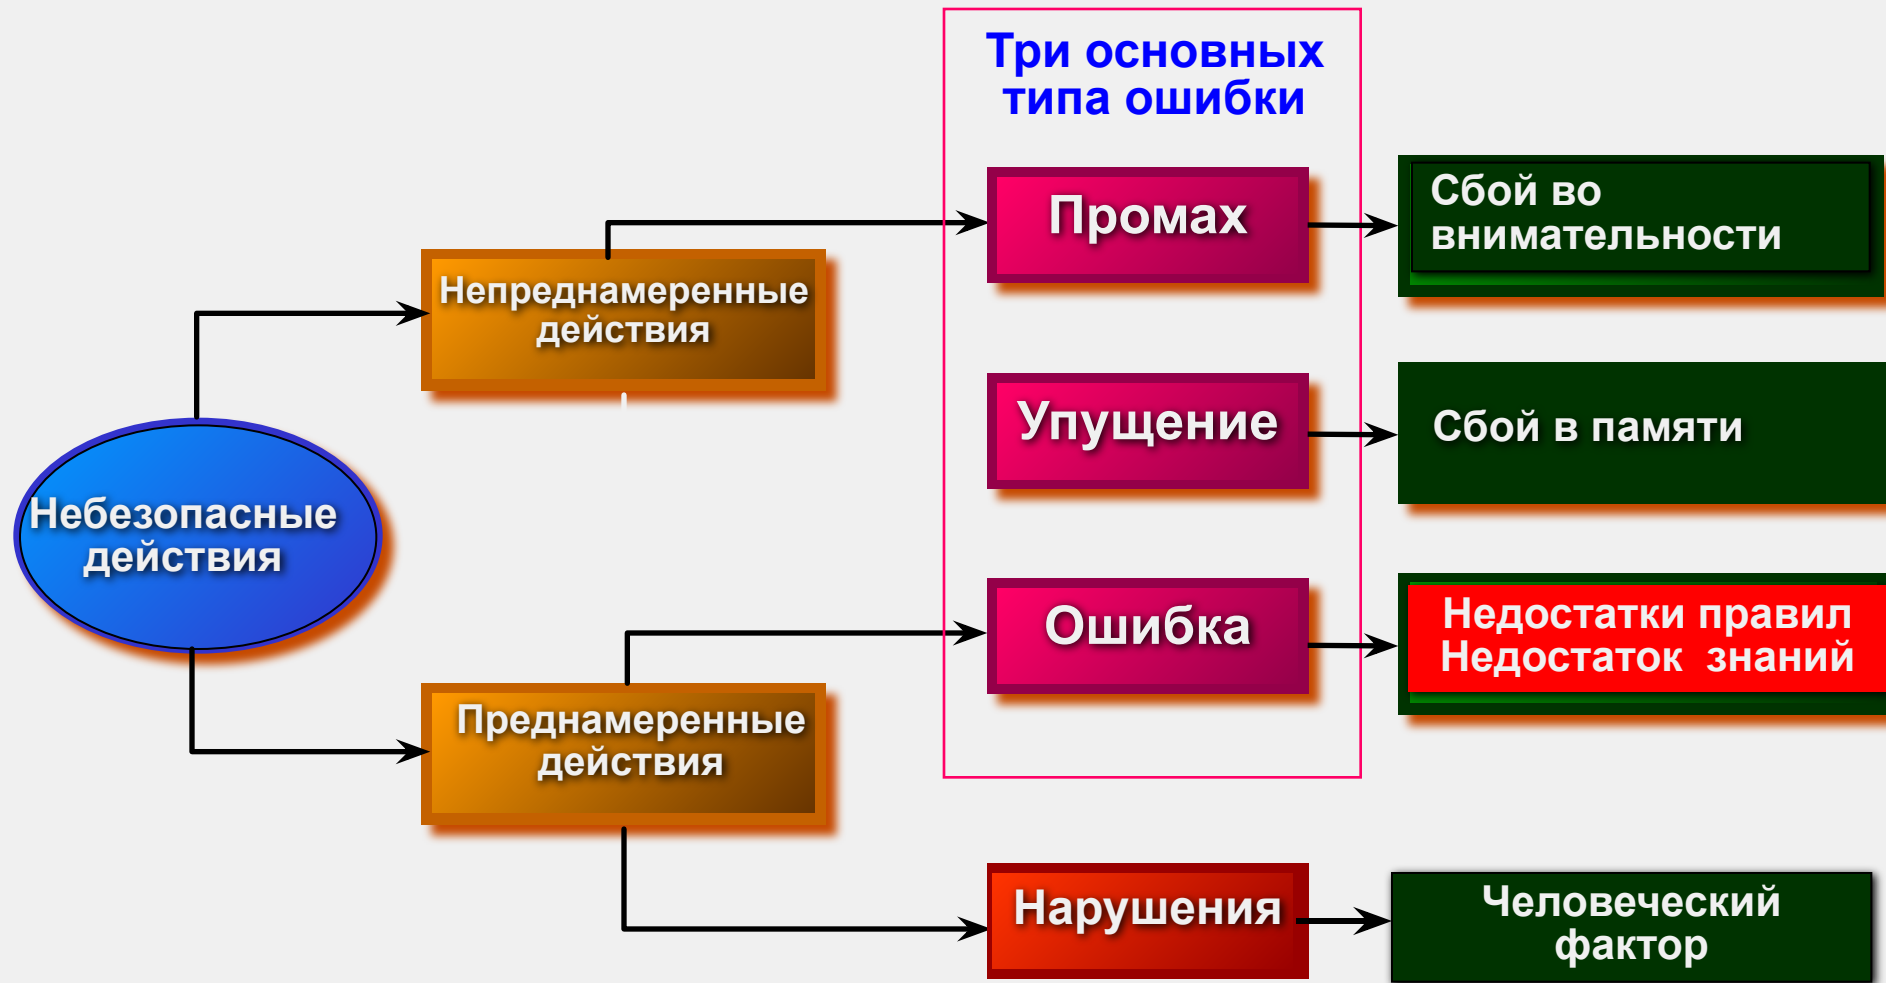 Три основных
типа ошибки
Промах
Сбой во
внимательности
Непреднамеренные
действия
Упущение
Сбой в памяти
Небезопасные
действия
Ошибка
Недостатки правил
Недостаток знаний
Преднамеренные
действия
Нарушения
Человеческий
фактор